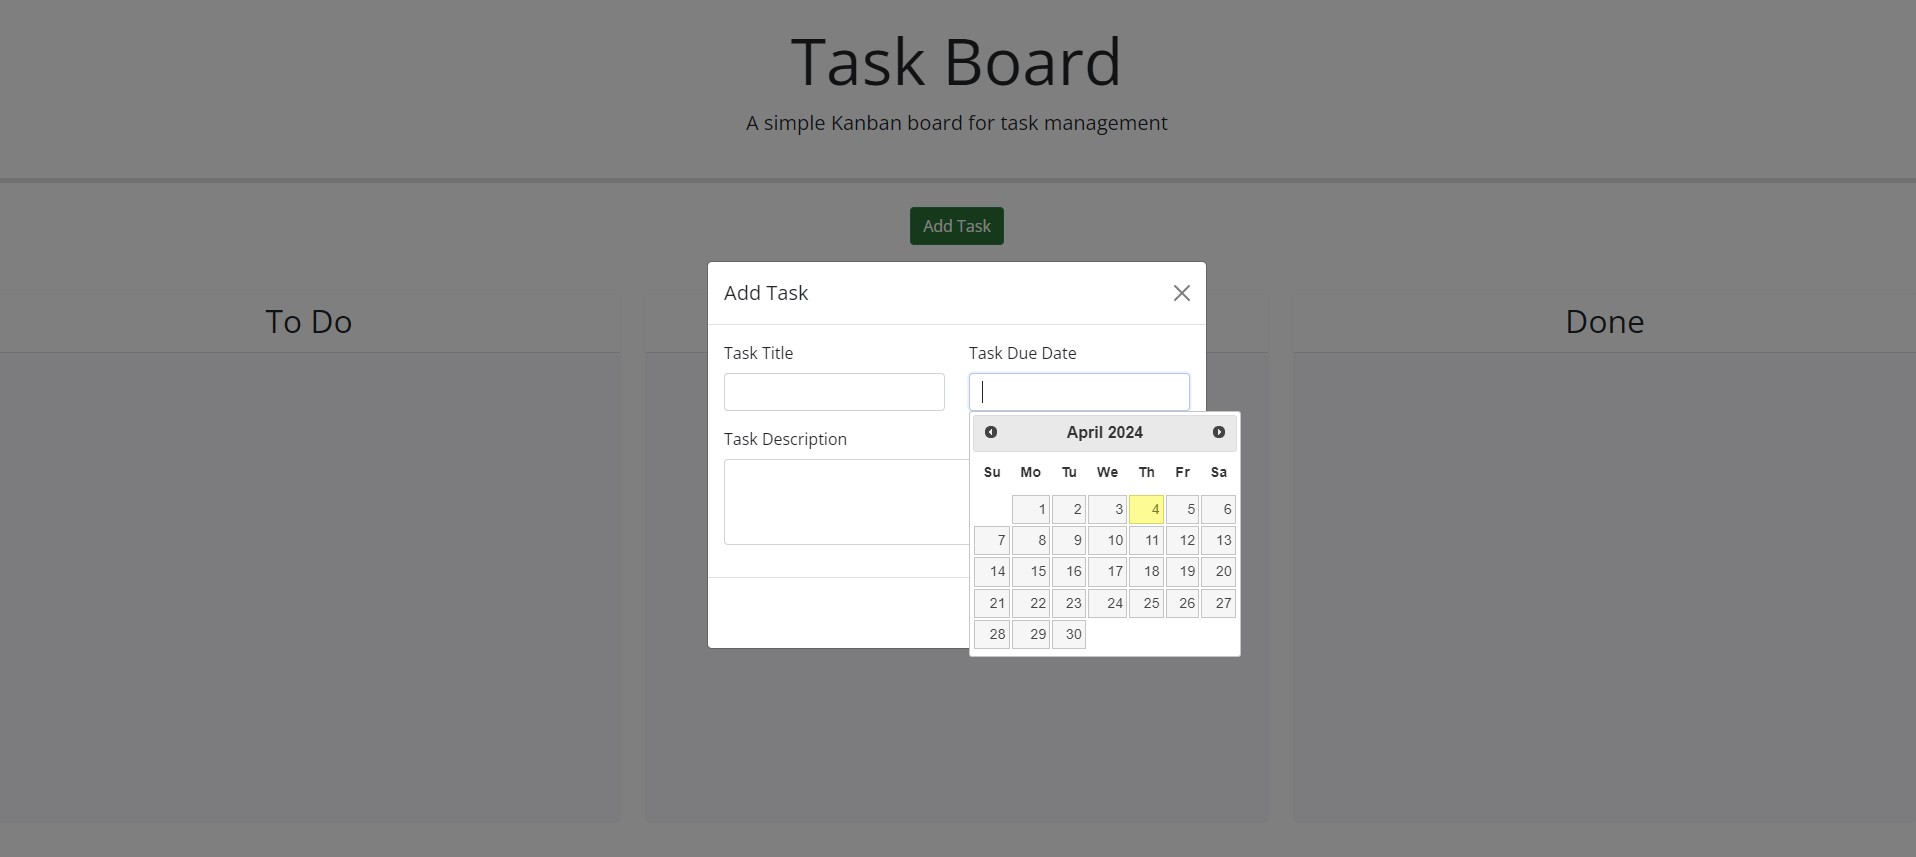 Task Board
A simple Kanban board for task management
Add Task
To Do
Done
Add Task
Task Title
Task Due Date
Task Description
April 2024
Su Mo Tu We Th Fr Sa
1 2 3 4 5 6
7 8 9 10 11 12 13
14 15 16 17 18 19 20
21 22 23 24 25 26 27
28 29 30